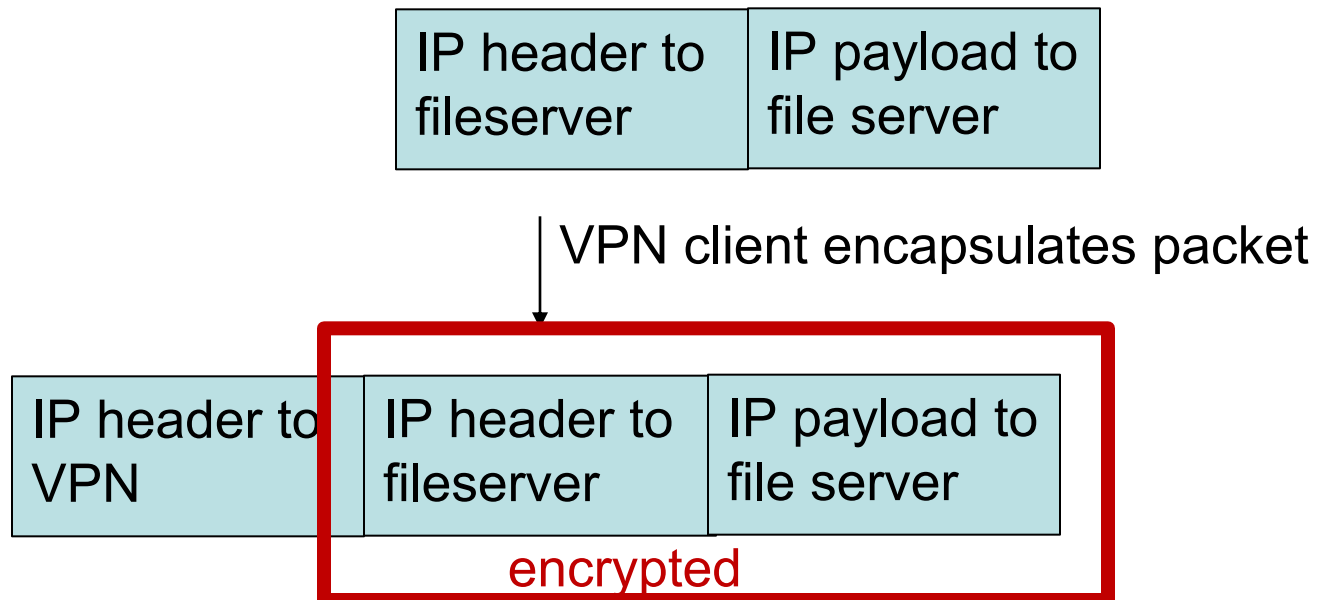 IP header to
fileserver
IP payload to
file server
VPN client encapsulates packet
IP header to
VPN
IP header to
fileserver
IP payload to
file server
encrypted